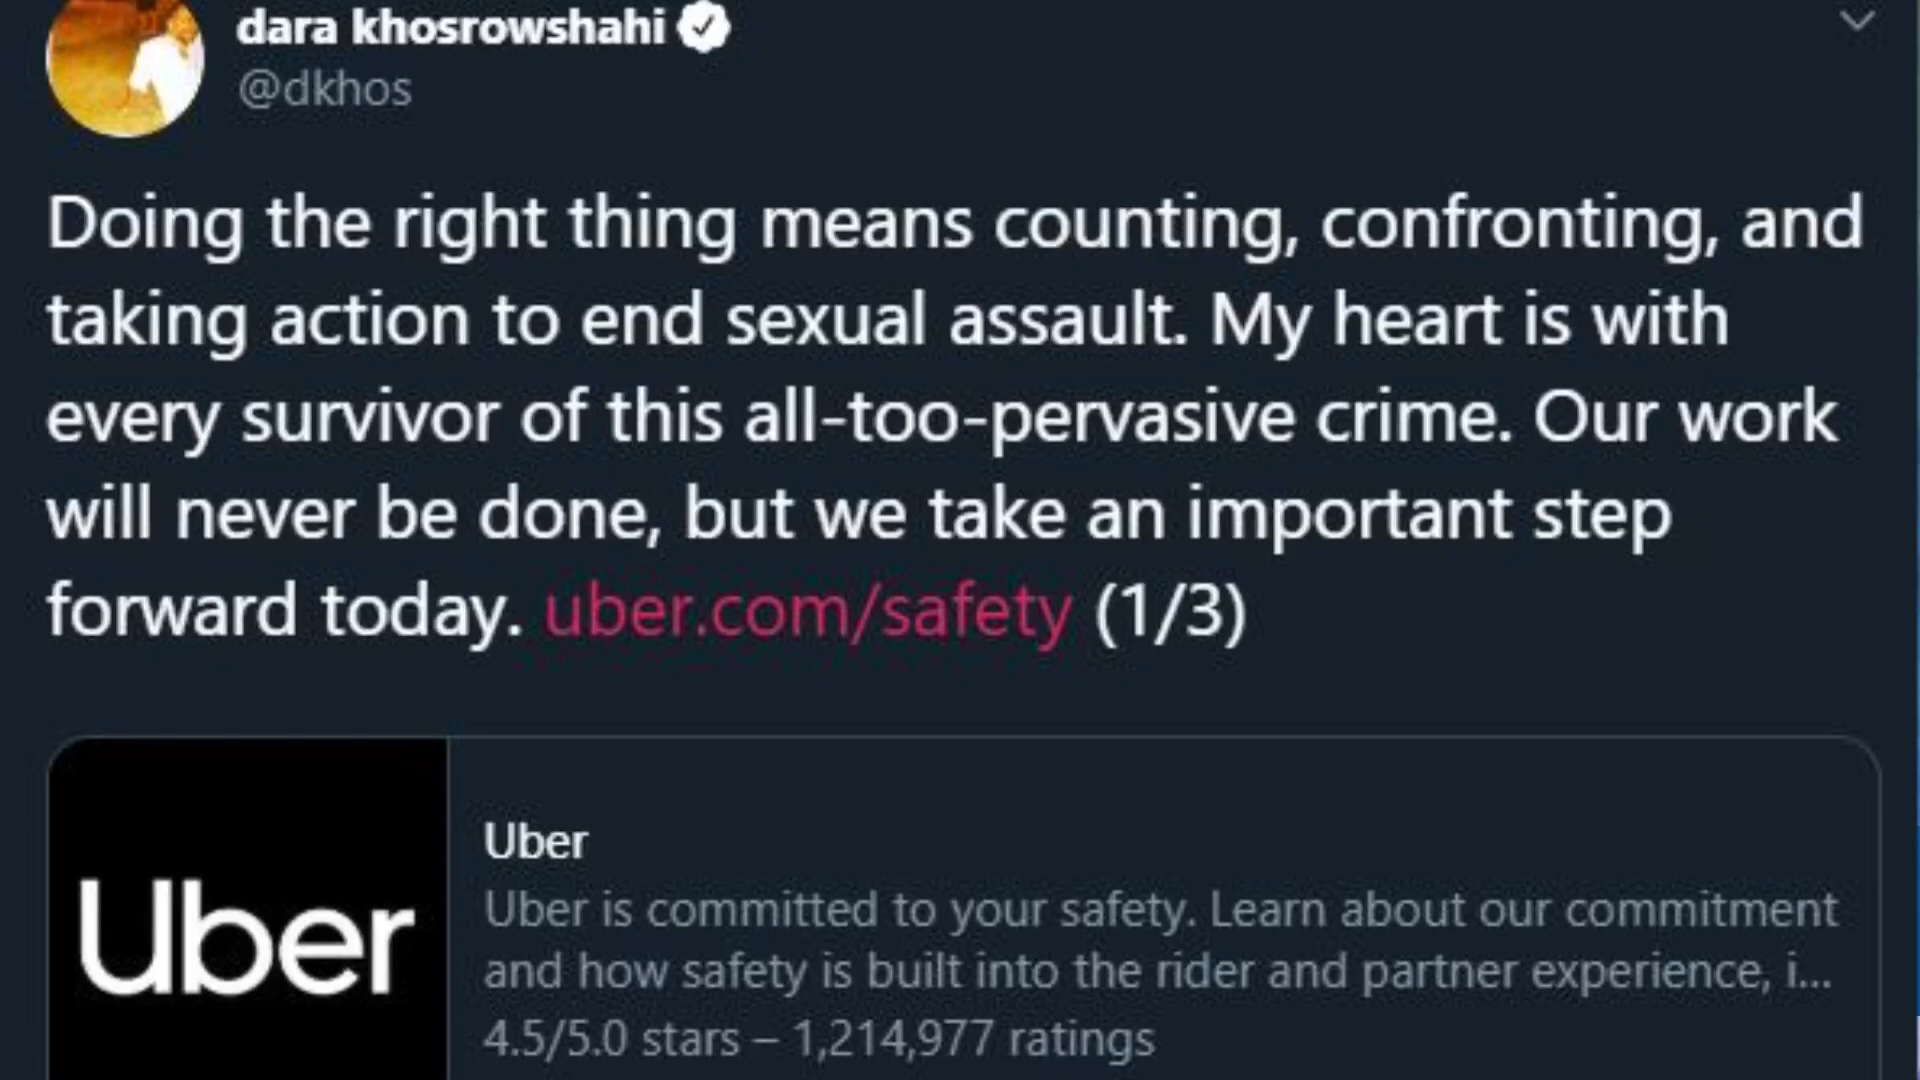 dara khosrowshahi
@dkhos
Doing the right thing means counting, confronting, and
taking action to end sexual assault. My heart is with
every survivor of this all-too-pervasive crime. Our work
will never be done, but we take an important step
forward today. uber.com/safety (1/3)
Uber
Uber
Uber is committed to your safety. Learn about our commitment
and how safety is built into the rider and partner experience, i...
4.5/5.0 stars – 1,214,977 ratings